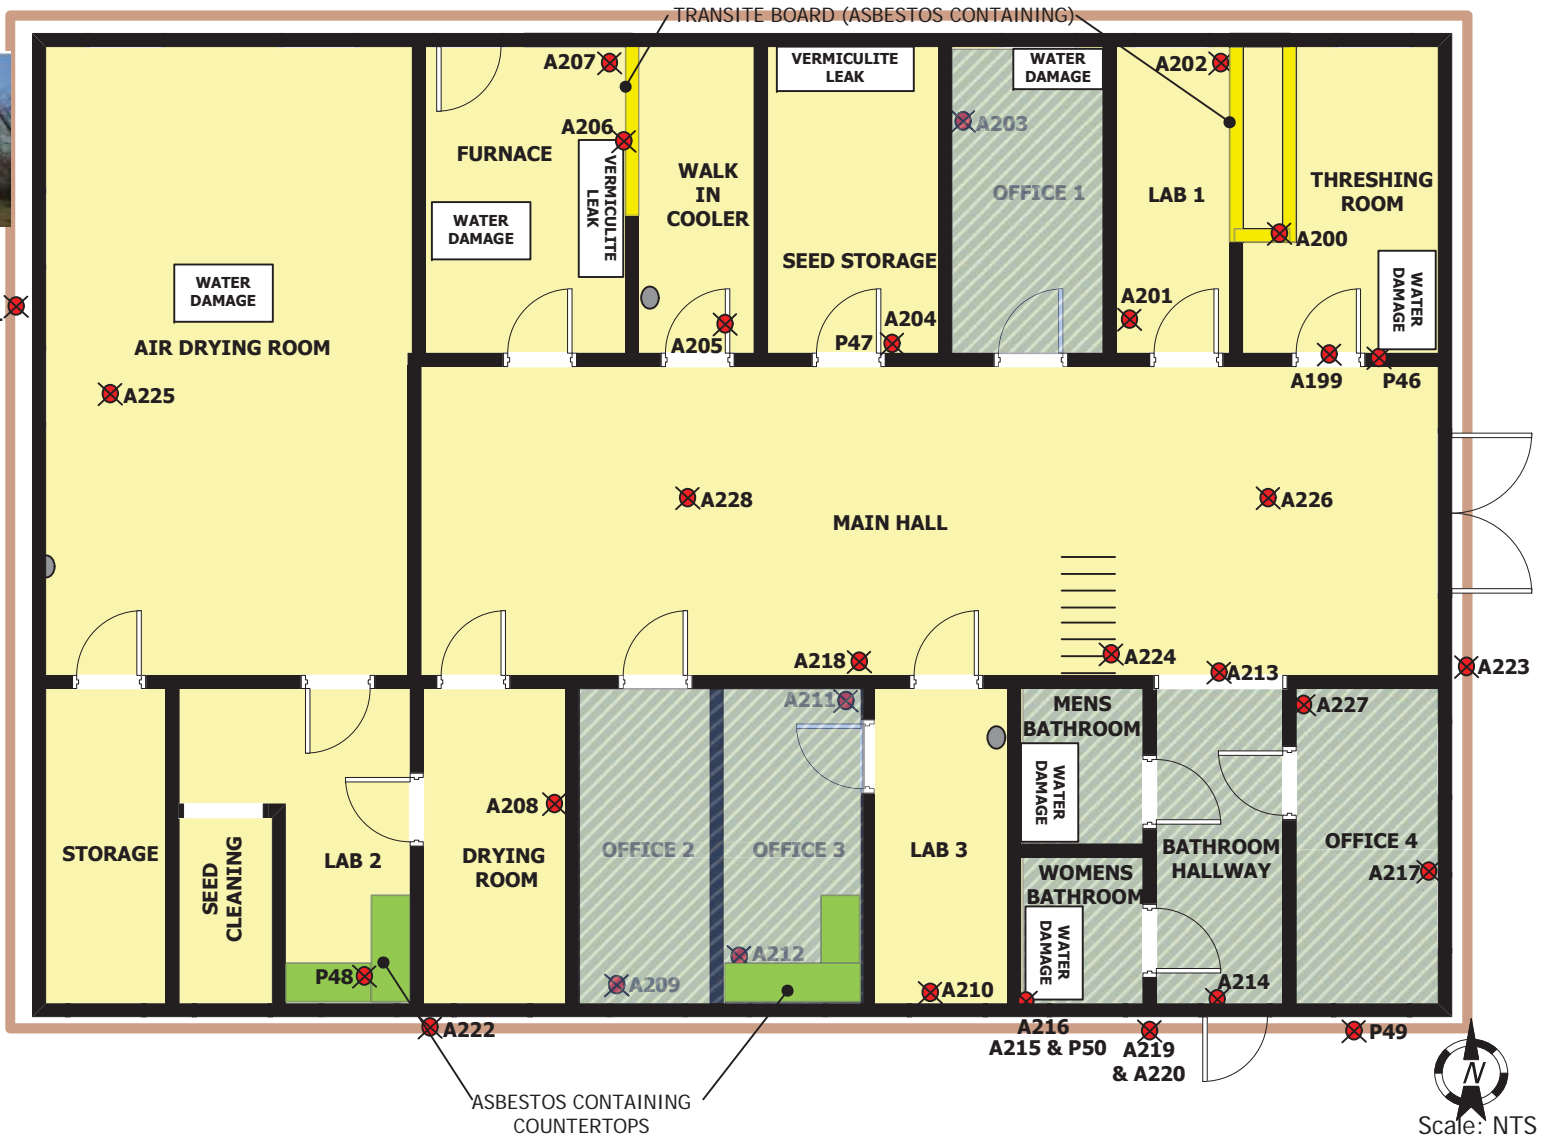 TRANSITE BOARD (ASBESTOS CONTAINING)
A207
VERMICULITE
LEAK
WATER
DAMAGE
A202
A206
A203
FURNACE
VERMICULITE
LEAK
WALK
IN
COOLER
OFFICE 1
LAB 1
THRESHING
ROOM
WATER
DAMAGE
A200
SEED STORAGE
WATER
DAMAGE
WATER
DAMAGE
AIR DRYING ROOM
A205
P47
A204
A201
A199
P46
A225
A228
MAIN HALL
A226
A218
A224
A213
A223
A211
MENS
BATHROOM
A227
WATER
DAMAGE
A208
STORAGE
SEED
CLEANING
LAB 2
DRYING
ROOM
OFFICE 2
OFFICE 3
LAB 3
BATHROOM
HALLWAY
OFFICE 4
WOMENS
BATHROOM
A217
WATER
DAMAGE
P48
A212
A209
A210
A214
A222
A216
A215 & P50
A219
& A220
P49
ASBESTOS CONTAINING
COUNTERTOPS
N
Scale: NTS